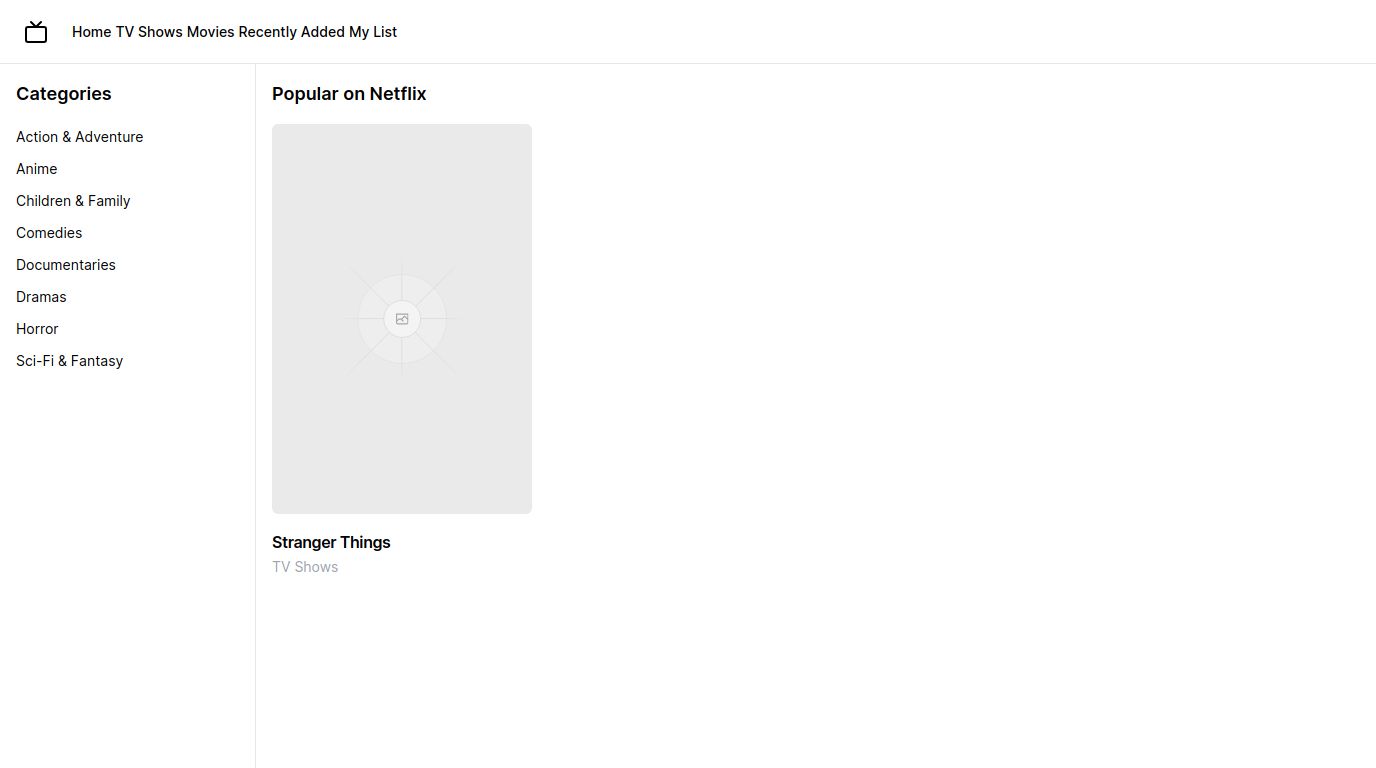 Home TV Shows Movies Recently Added My List
Categories
Action & Adventure
Anime
Children & Family
Comedies
Documentaries
Dramas
Horror
Sci-Fi & Fantasy
Popular on Netflix
Stranger Things
TV Shows